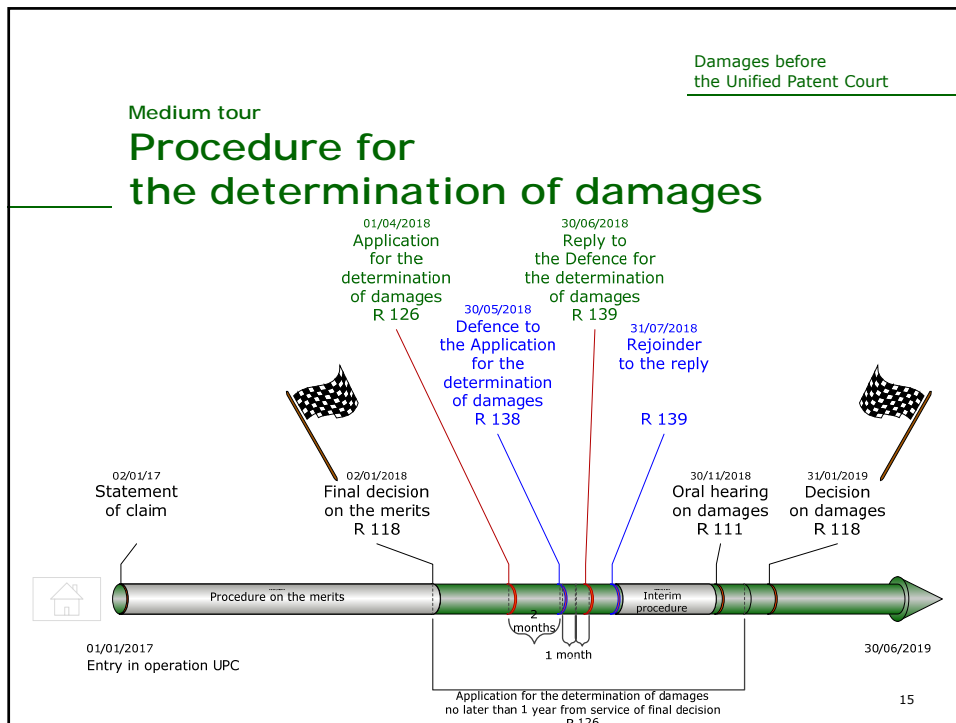 Damages before
the Unified Patent Court
Medium tour
Procedure for
the determination of damages
01/04/2018
Application
for the
determination
of damages
R 126
30/06/2018
Reply to
the Defence for
the determination
of damages
R 139
30/05/2018
Defence to
the Application
for the
determination
of damages
R 138
31/07/2018
Rejoinder
to the reply
R 139
02/01/17
Statement
of claim
02/01/2018
Final decision
on the merits
R 118
30/11/2018
Oral hearing
on damages
R 111
31/01/2019
Decision
on damages
R 118
Procedure on the merits
Interim
procedure
2
months
1 month
01/01/2017
Entry in operation UPC
30/06/2019
Application for the determination of damages
no later than 1 year from service of final decision
R 126
15